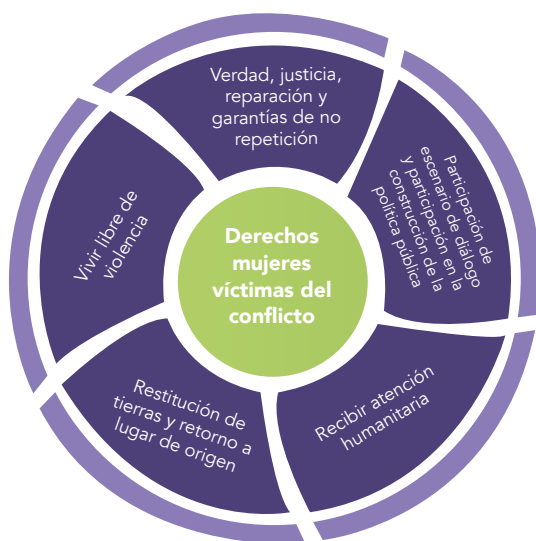 Verdad, justicia,
reparación y
garantías de no
repetición
Participación de
escenario de diálogo
y participación en la
construcción de la
política pública
Recibir atención
humanitaria
Restitución de
tierras y retorno a
lugar de origen
Vivir libre de
violencia
Derechos
mujeres
víctimas del
conflicto